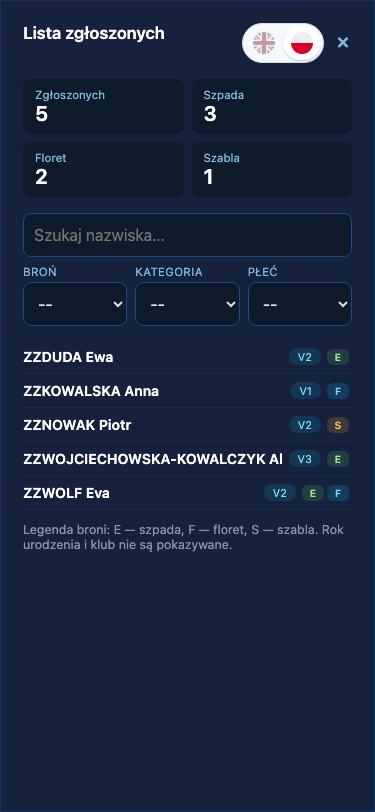 Lista zgłoszonych
×
Zgłoszonych
5
Szpada
3
Floret
2
Szabla
1
Szukaj nazwiska...
BROŃ
KATEGORIA
PŁEĆ
--
--
--
ZZDUDA Ewa V2 E
ZZKOWALSKA Anna V1 F
ZZNOWAK Piotr V2 S
ZZWOJCIECHOWSKA-KOWALCZYK Al V3 E
ZZWOLF Eva V2 E F
Legenda broni: E — szpada, F — floret, S — szabla. Rok
urodzenia i klub nie są pokazywane.